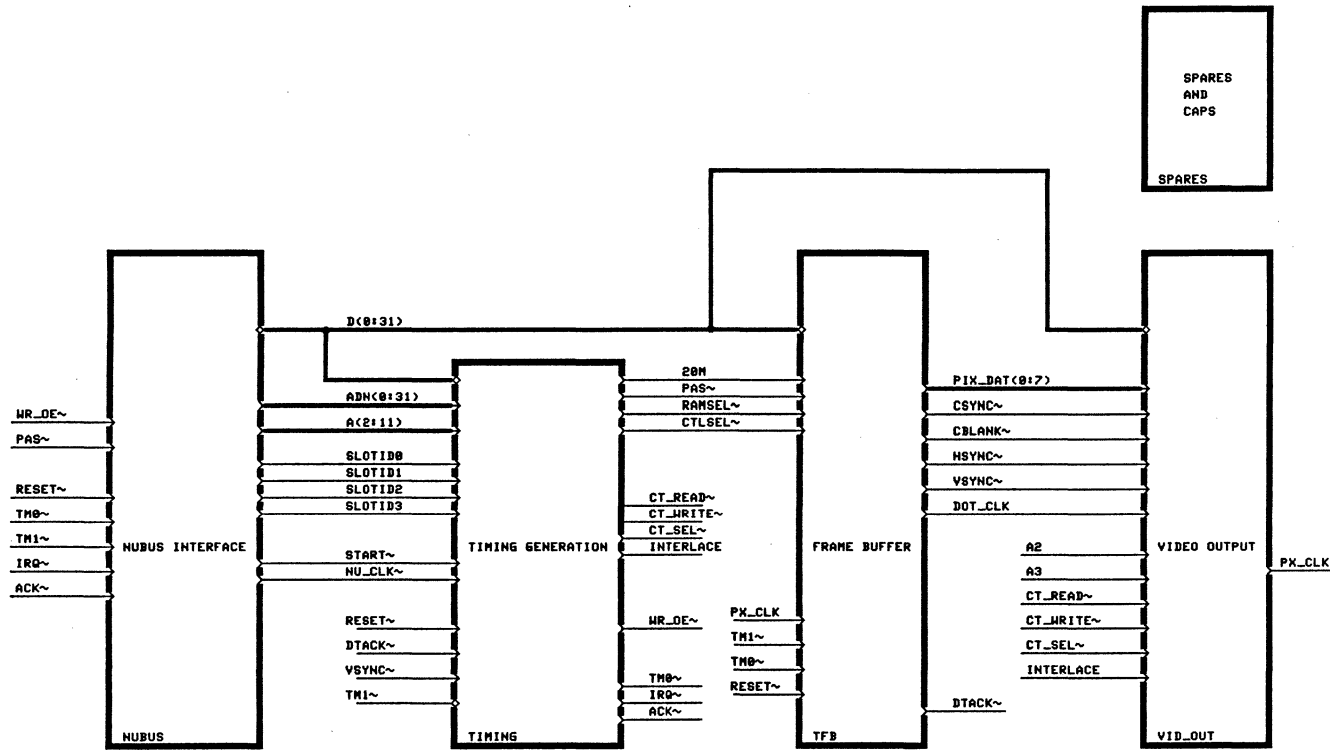 SPARES
AND
CAPS
SPARES
D(0:31)
20M
PAS~
ADN(0:31)
PIX_DAT(0:7)
RAMSEL~
WR_OE~
CSYNC~
A(2:11)
CTLSEL~
PAS~
CBLANK~
SLOTID0
HSYNC~
SLOTID1
RESET~
SLOTID2
VSYNC~
CT_READ~
SLOTID3
DOT_CLK
TM0~
CT_WRITE~
CT_SEL~
TM1~
NUBUS INTERFACE
TIMING GENERATION
INTERLACE
FRAME BUFFER
A2
VIDEO OUTPUT
START~
IRQ~
PX_CLK
NU_CLK~
A3
ACK~
CT_READ~
PX_CLK
RESET~
WR_OE~
CT_WRITE~
TM1~
DTACK~
CT_SEL~
TM0~
VSYNC~
INTERLACE
TM0~
RESET~
TM1~
IRQ~
DTACK~
ACK~
NUBUS
TIMING
TFB
VID_OUT